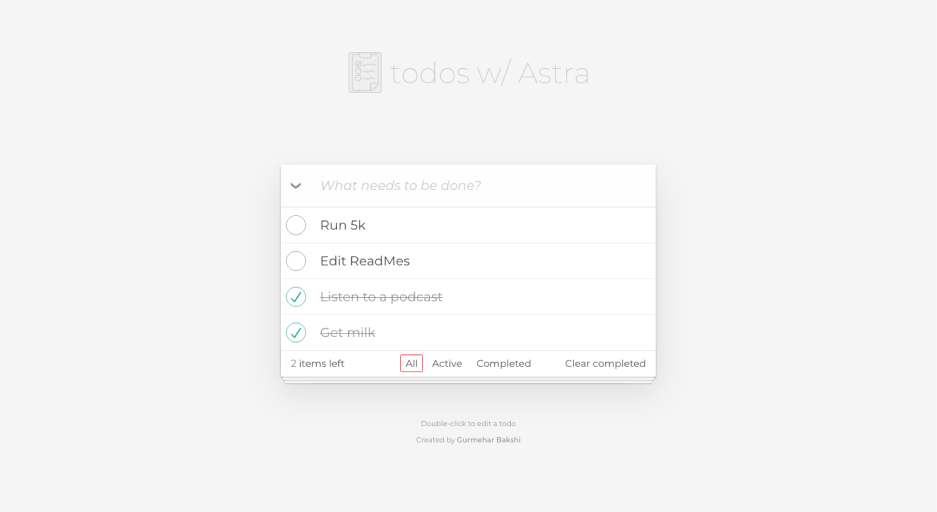 todos w/ Astra
What needs to be done?
Run 5k
Edit ReadMes
Listen to a podcast
Get milk
2 items left All Active Completed Clear completed
Double-click to edit a todo
Created by Gurmehar Bakshi